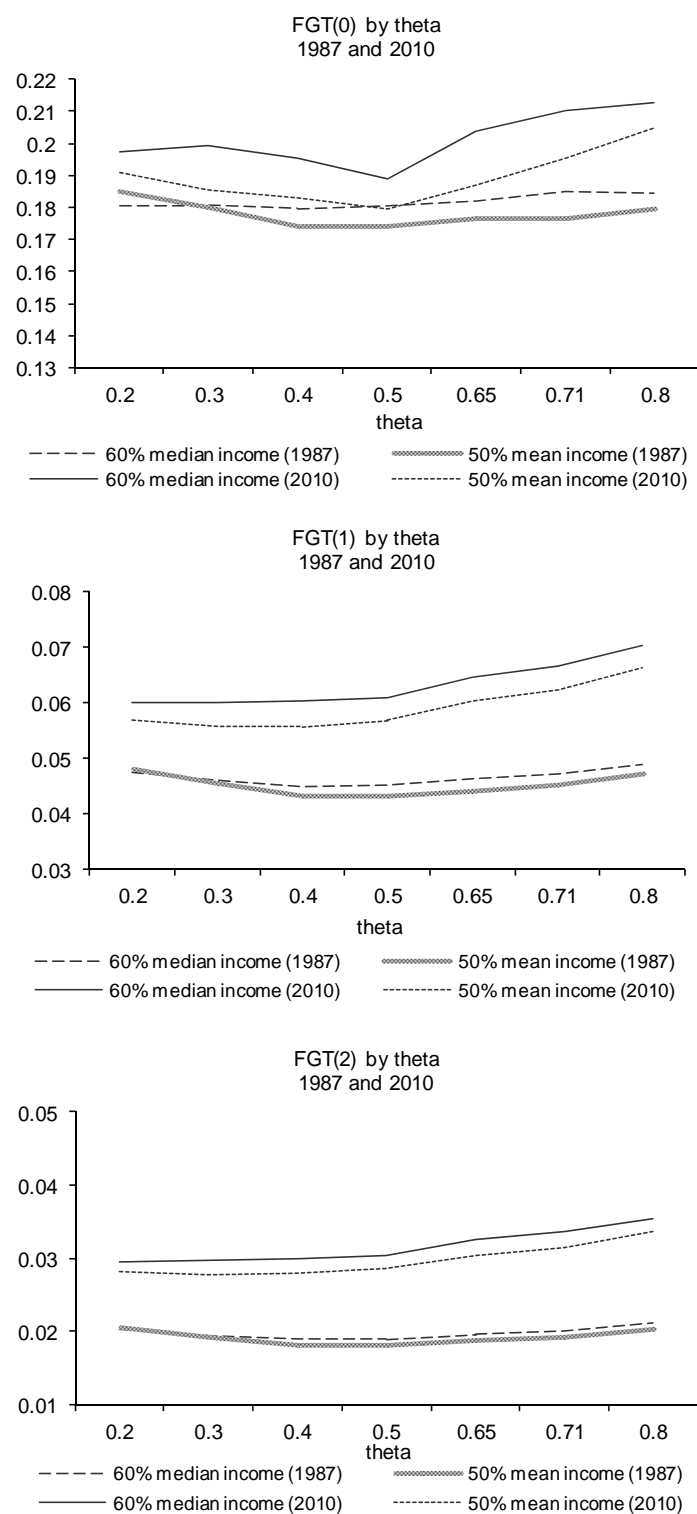 FGT(0) by theta
1987 and 2010
0.22
0.21
0.2
0.19
0.18
0.17
0.16
0.15
0.14
0.13
0.2 0.3 0.4 0.5 0.65 0.71 0.8
theta
60% median income (1987) 50% mean income (1987)
60% median income (2010) 50% mean income (2010)
FGT(1) by theta
1987 and 2010
0.08
0.07
0.06
0.05
0.04
0.03
0.2 0.3 0.4 0.5 0.65 0.71 0.8
theta
60% median income (1987) 50% mean income (1987)
60% median income (2010) 50% mean income (2010)
FGT(2) by theta
1987 and 2010
0.05
0.04
0.03
0.02
0.01
0.2 0.3 0.4 0.5 0.65 0.71 0.8
theta
60% median income (1987) 50% mean income (1987)
60% median income (2010) 50% mean income (2010)